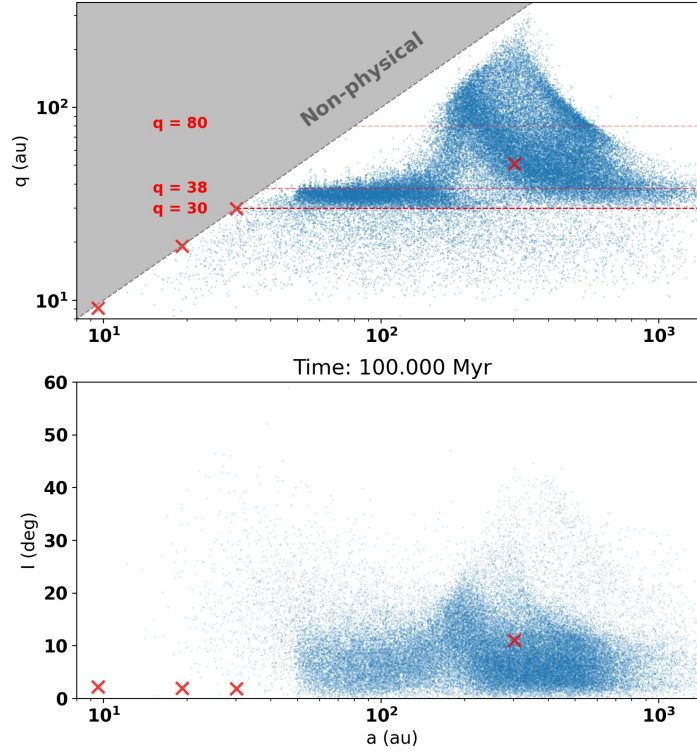 Non-physical
q = 80
q = 38
q = 30
q (au)
10²
10¹
10¹ 10² 10³
Time: 100.000 Myr
I (deg)
60
50
40
30
20
10
0
10¹ 10² 10³
a (au)